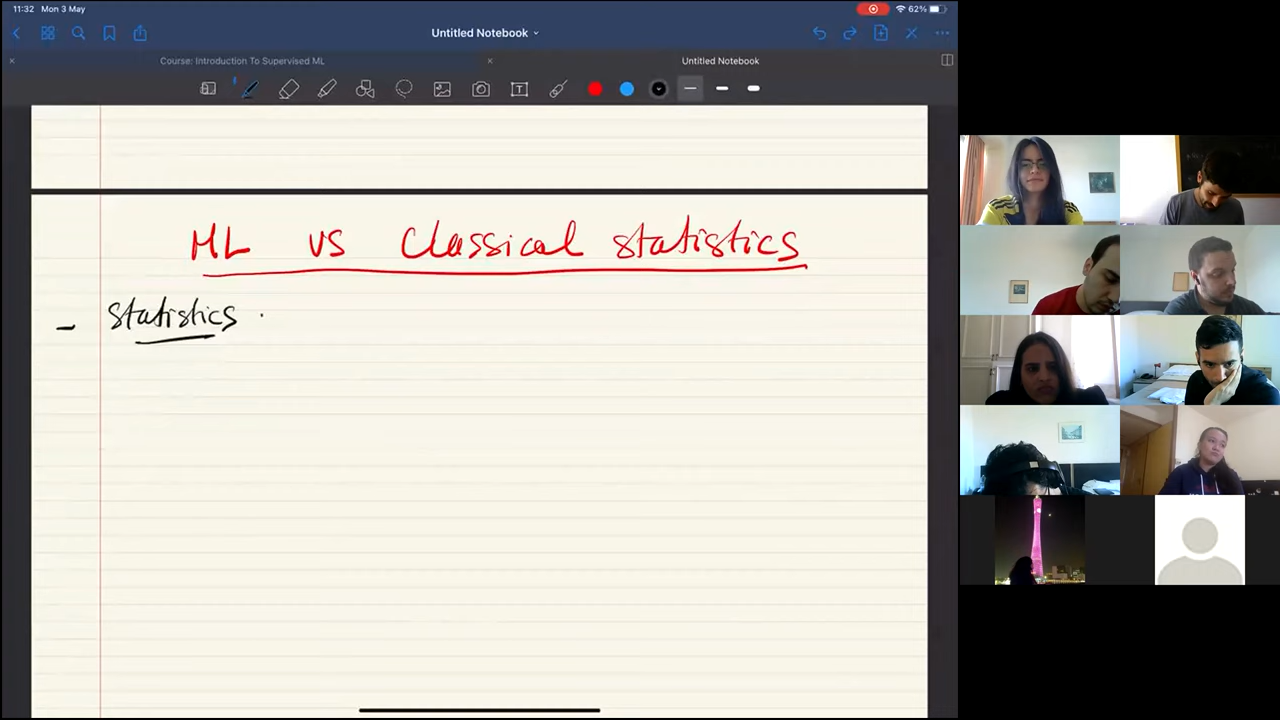 11:32 Mon 3 May
62%
Untitled Notebook
Course: Introduction To Supervised ML
Untitled Notebook
ML vs Classical statistics
- Statistics .